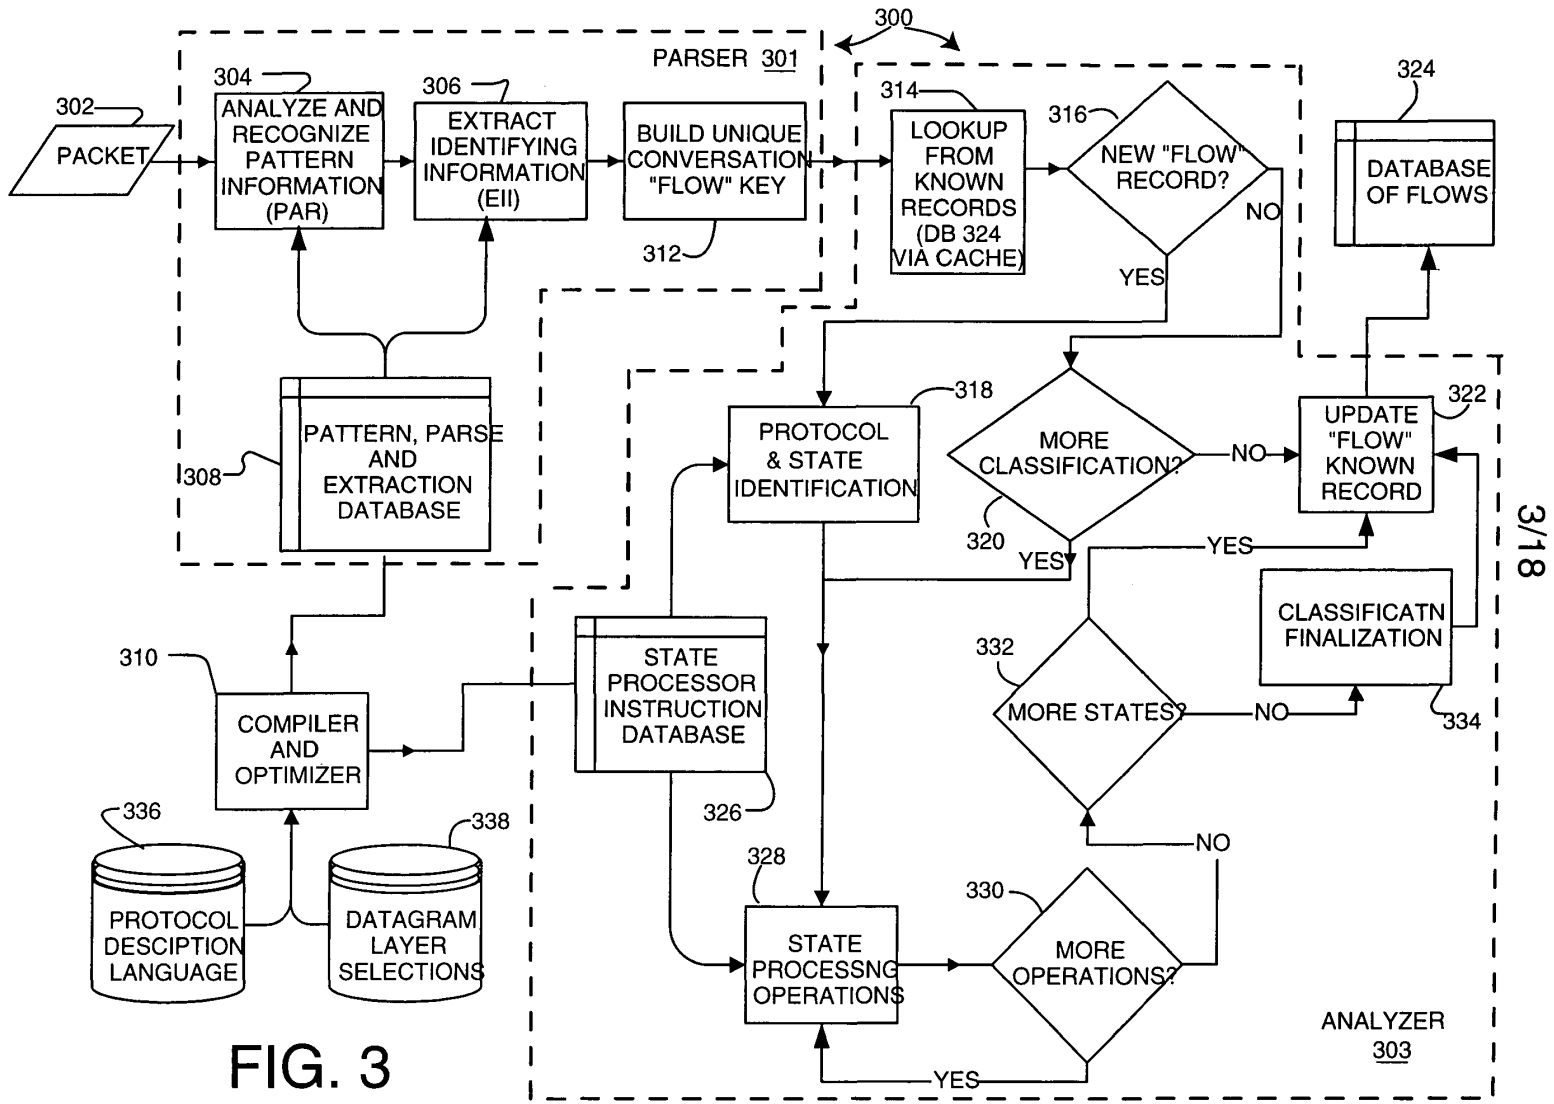 300
PARSER 301
324
304
306
302
314
316
ANALYZE AND
RECOGNIZE
PATTERN
INFORMATION
(PAR)
EXTRACT
IDENTIFYING
INFORMATION
(EII)
BUILD UNIQUE
CONVERSATION
"FLOW" KEY
312
LOOKUP
FROM
KNOWN
RECORDS
(DB 324
VIA CACHE)
NEW "FLOW"
RECORD?
NO
YES
PACKET
DATABASE
OF FLOWS
318
322
PATTERN, PARSE
AND
EXTRACTION
DATABASE
308
PROTOCOL
& STATE
IDENTIFICATION
MORE
CLASSIFICATION?
NO
320
YES
UPDATE
"FLOW"
KNOWN
RECORD
3/18
YES
CLASSIFICATN
FINALIZATION
334
310
332
COMPILER
AND
OPTIMIZER
STATE
PROCESSOR
INSTRUCTION
DATABASE
326
MORE STATES?
NO
336
338
PROTOCOL
DESCIPTION
LANGUAGE
DATAGRAM
LAYER
SELECTIONS
328
330
NO
STATE
PROCESSNG
OPERATIONS
MORE
OPERATIONS?
YES
ANALYZER
303
FIG. 3